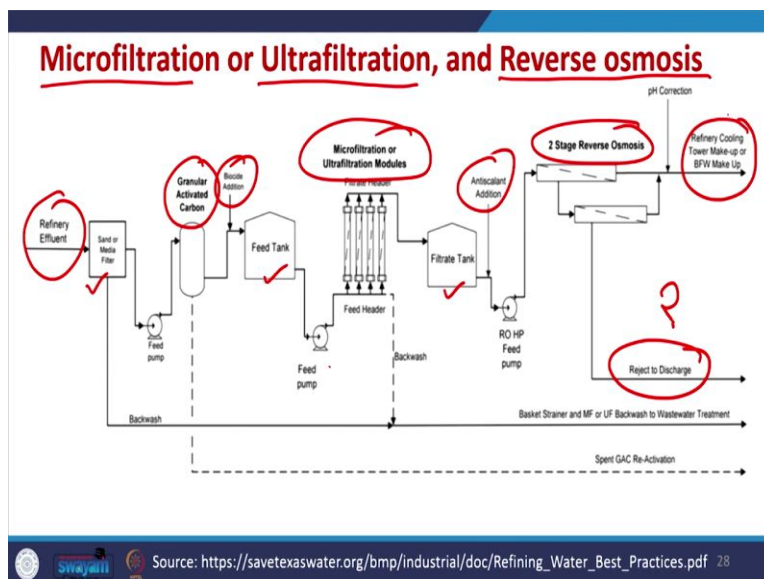 Microfiltration or Ultrafiltration, and Reverse osmosis
pH Correction
Refinery Cooling
Tower Make-up or
BFW Make Up
2 Stage Reverse Osmosis
Microfiltration or
Ultrafiltration Modules
Filtrate Header
Granular
Activated
Carbon
Biocide
Addition
Antiscalant
Addition
Refinery
Effluent
Sand or
Media
Filter
Feed Tank
Filtrate Tank
Feed
pump
Feed Header
Feed
pump
RO HP
Feed
pump
?
Backwash
Reject to Discharge
Backwash
Basket Strainer and MF or UF Backwash to Wastewater Treatment
Spent GAC Re-Activation
swayam
Source: https://savetexaswater.org/bmp/industrial/doc/Refining_Water_Best_Practices.pdf 28